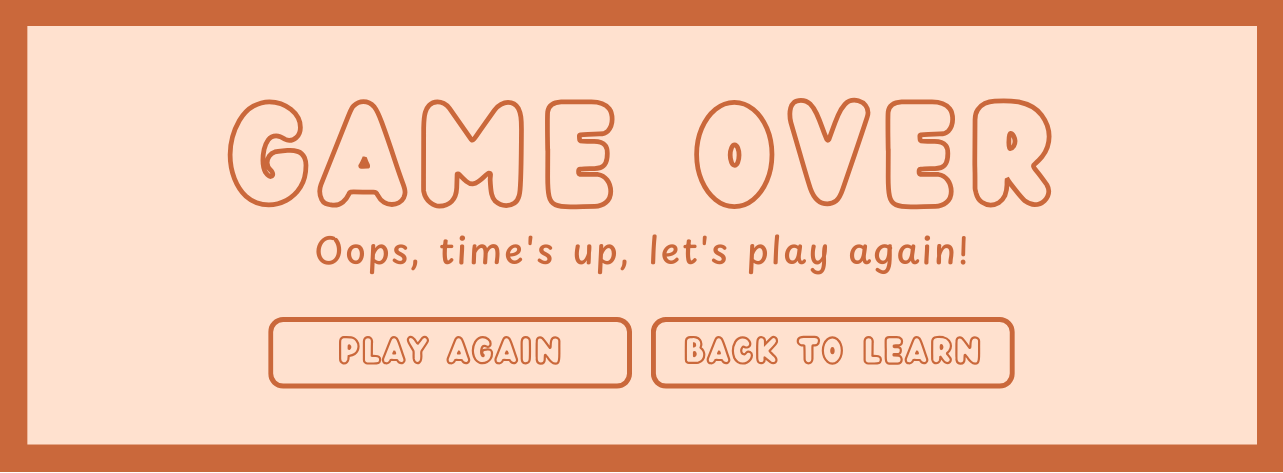 GAME OVER
Oops, time's up, let's play again!
PLAY AGAIN
BACK TO LEARN